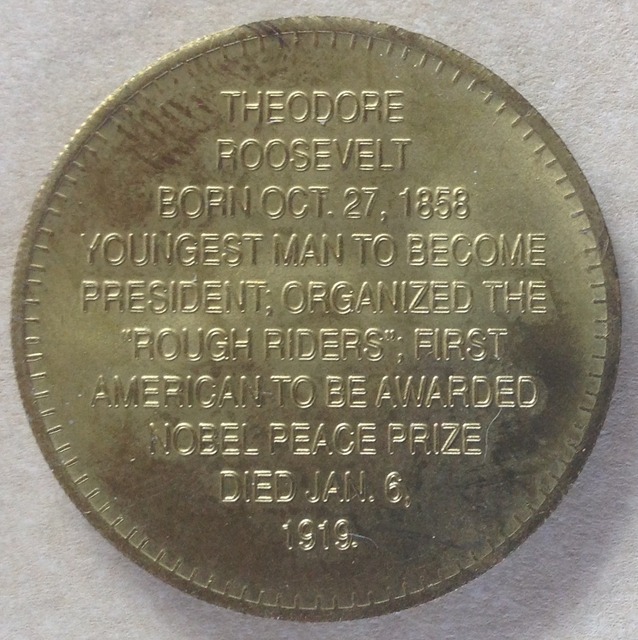 THEODORE
ROOSEVELT
BORN OCT. 27, 1858
YOUNGEST MAN TO BECOME
PRESIDENT; ORGANIZED THE
"ROUGH RIDERS"; FIRST
AMERICAN TO BE AWARDED
NOBEL PEACE PRIZE
DIED JAN. 6,
1919.